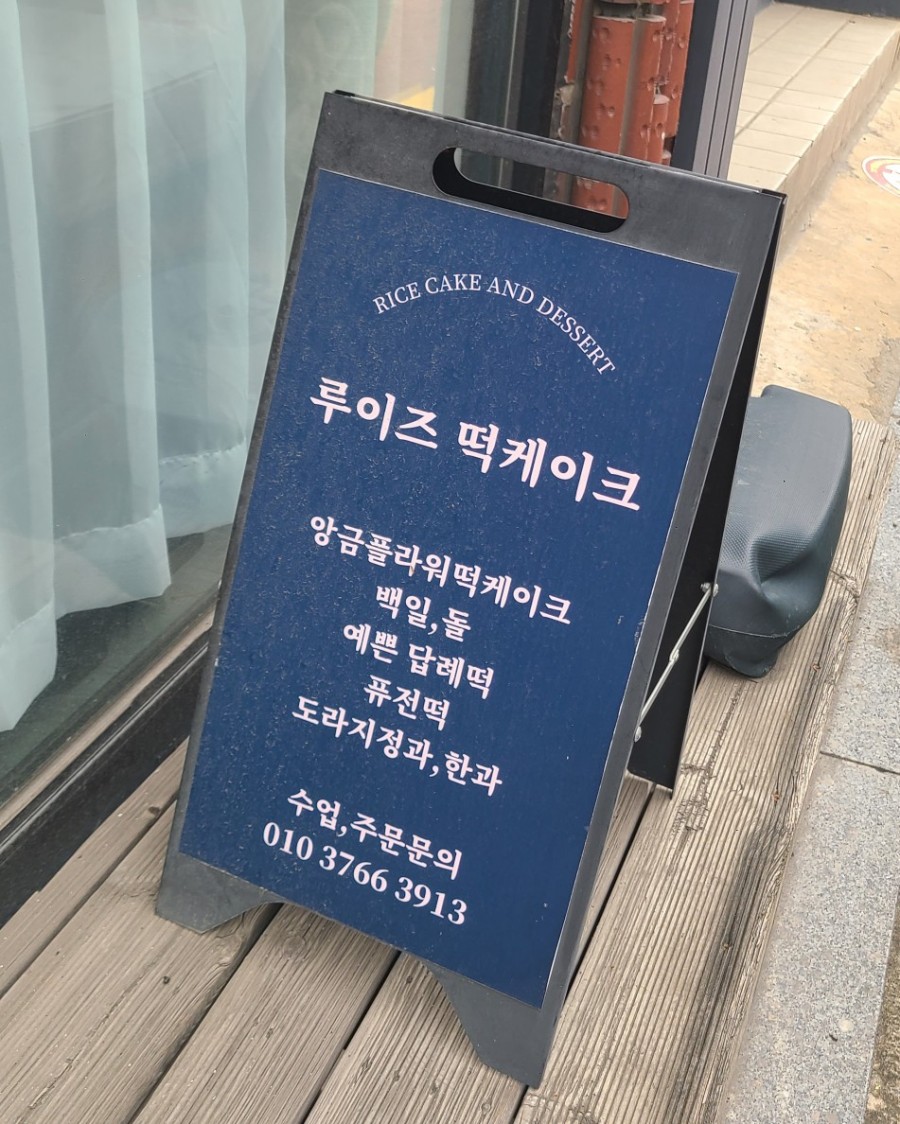 RICE CAKE AND DESSERT
루이즈 떡케이크
앙금플라워떡케이크
백일,돌
예쁜 답례떡
퓨전떡
도라지정과,한과
수업,주문문의
010 3766 3913